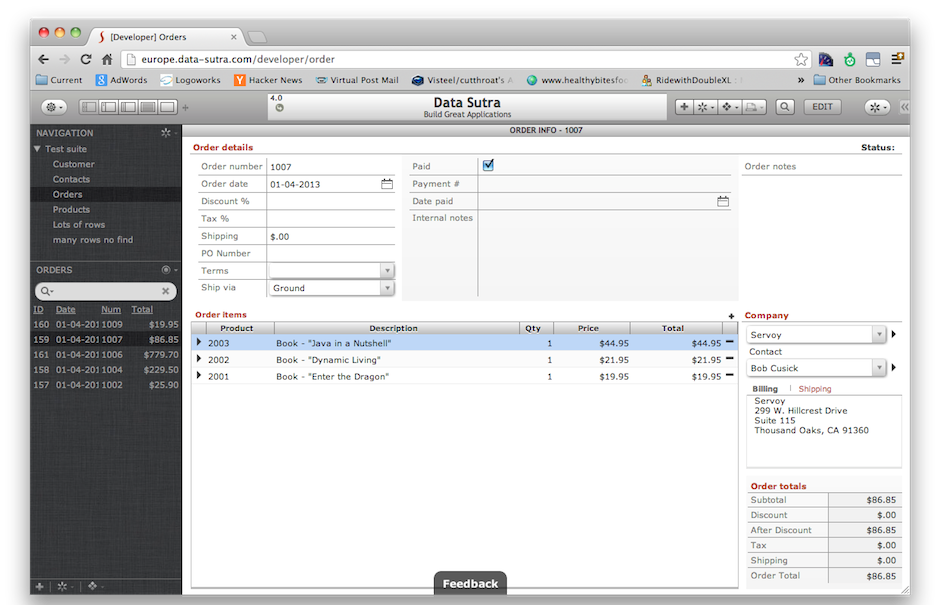 [Developer] Orders
europe.data-sutra.com/developer/order
Current AdWords Logoworks Hacker News Virtual Post Mail Visteel/cutthroat's www.healthybitesfo RidewithDoubleXL : » Other Bookmarks
4.0
Data Sutra
Build Great Applications
EDIT
NAVIGATION
Test suite
Customer
Contacts
Orders
Products
Lots of rows
many rows no find
ORDERS
ID Date Num Total
160 01-04-201 1009 $19.95
159 01-04-201 1007 $86.85
161 01-04-201 1006 $779.70
158 01-04-201 1004 $229.50
157 01-04-201 1002 $25.90
ORDER INFO - 1007
Order details
Status:
Order number 1007
Order date 01-04-2013
Discount %
Tax %
Shipping $.00
PO Number
Terms
Ship via Ground
Paid
Payment #
Date paid
Internal notes
Order notes
Order items +
Product Description Qty Price Total
2003 Book - "Java in a Nutshell" 1 $44.95 $44.95
2002 Book - "Dynamic Living" 1 $21.95 $21.95
2001 Book - "Enter the Dragon" 1 $19.95 $19.95
Company
Servoy
Contact
Bob Cusick
Billing | Shipping
Servoy
299 W. Hillcrest Drive
Suite 115
Thousand Oaks, CA 91360
Order totals
Subtotal $86.85
Discount $.00
After Discount $86.85
Tax $.00
Shipping $.00
Order Total $86.85
Feedback